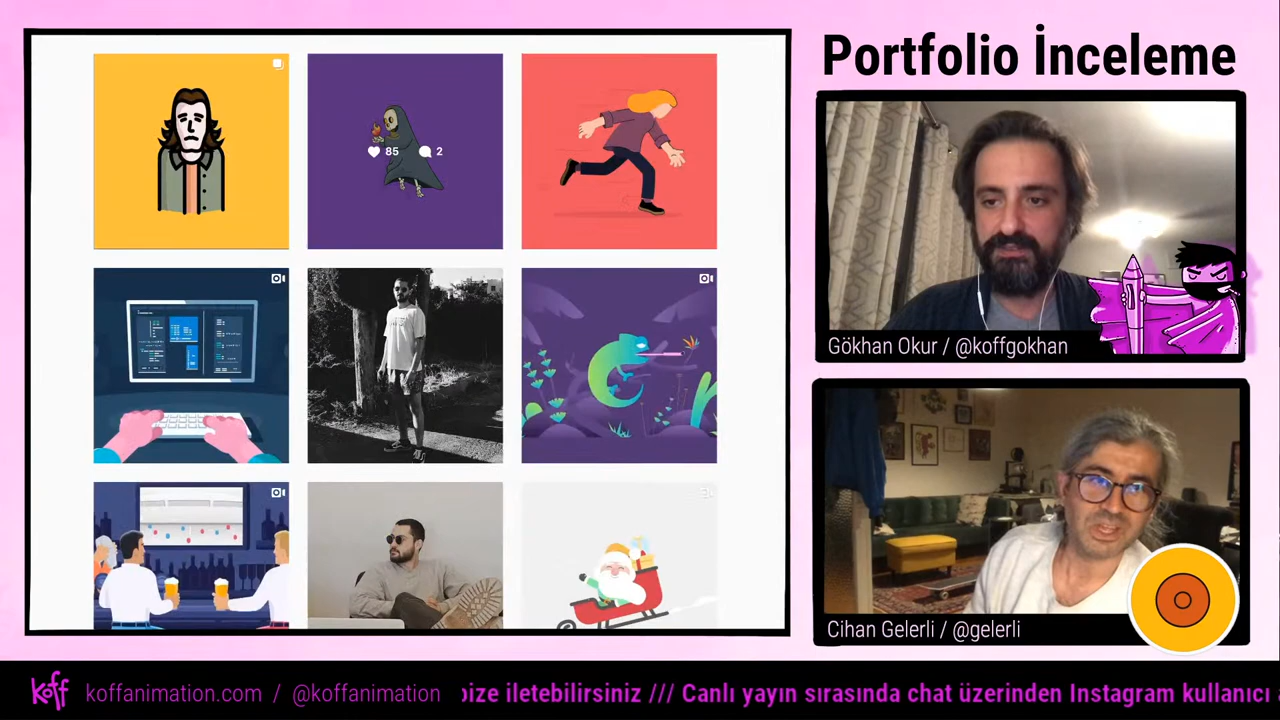 Portfolio İnceleme
85
2
Gökhan Okur / @koffgokhan
Cihan Gelerli / @gelerli
koff koffanimation.com / @koffanimation
bize iletebilirsiniz /// Canlı yayın sırasında chat üzerinden Instagram kullanıcı